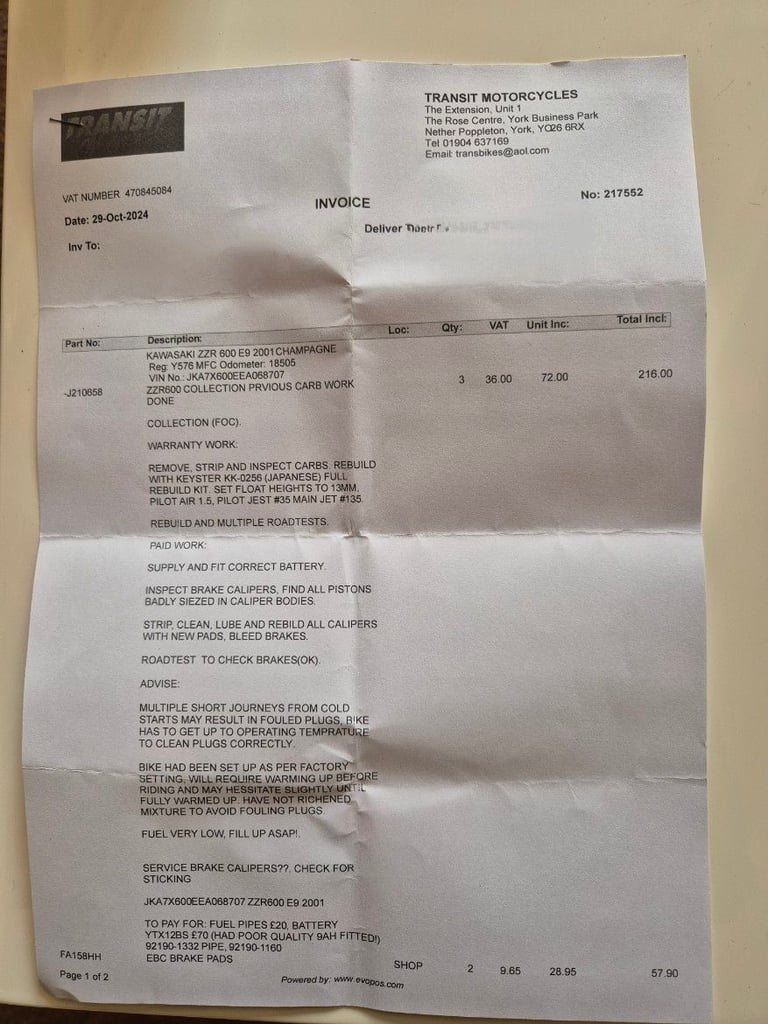 TRANSIT
TRANSIT MOTORCYCLES
The Extension, Unit 1
The Rose Centre, York Business Park
Nether Poppleton, York, YO26 6RX
Tel 01904 637169
Email: transbikes@aol.com
VAT NUMBER 470845084
INVOICE
No: 217552
Date: 29-Oct-2024
Deliver
Inv To:
Part No: Description: Loc: Qty: VAT Unit Inc: Total Incl:
KAWASAKI ZZR 600 E9 2001 CHAMPAGNE
Reg: Y576 MFC Odometer: 18505
VIN No.: JKA7X600EEA068707
-J210658 ZZR600 COLLECTION PRVIOUS CARB WORK 3 36.00 72.00 216.00
DONE
COLLECTION (FOC).
WARRANTY WORK:
REMOVE, STRIP AND INSPECT CARBS. REBUILD
WITH KEYSTER KK-0256 (JAPANESE) FULL
REBUILD KIT. SET FLOAT HEIGHTS TO 13MM,
PILOT AIR 1.5, PILOT JEST #35 MAIN JET #135.
REBUILD AND MULTIPLE ROADTESTS.
PAID WORK:
SUPPLY AND FIT CORRECT BATTERY.
INSPECT BRAKE CALIPERS, FIND ALL PISTONS
BADLY SIEZED IN CALIPER BODIES.
STRIP, CLEAN, LUBE AND REBILD ALL CALIPERS
WITH NEW PADS, BLEED BRAKES.
ROADTEST TO CHECK BRAKES(OK).
ADVISE:
MULTIPLE SHORT JOURNEYS FROM COLD
STARTS MAY RESULT IN FOULED PLUGS, BIKE
HAS TO GET UP TO OPERATING TEMPRATURE
TO CLEAN PLUGS CORRECTLY.
BIKE HAD BEEN SET UP AS PER FACTORY
SETTING, WILL REQUIRE WARMING UP BEFORE
RIDING AND MAY HESSITATE SLIGHTLY UNTIL
FULLY WARMED UP. HAVE NOT RICHENED
MIXTURE TO AVOID FOULING PLUGS.
FUEL VERY LOW, FILL UP ASAP!.
SERVICE BRAKE CALIPERS??. CHECK FOR
STICKING
JKA7X600EEA068707 ZZR600 E9 2001
TO PAY FOR: FUEL PIPES £20, BATTERY
YTX12BS £70 (HAD POOR QUALITY 9AH FITTED!)
92190-1332 PIPE, 92190-1160
FA158HH EBC BRAKE PADS SHOP 2 9.65 28.95 57.90
Page 1 of 2
Powered by: www.evopos.com